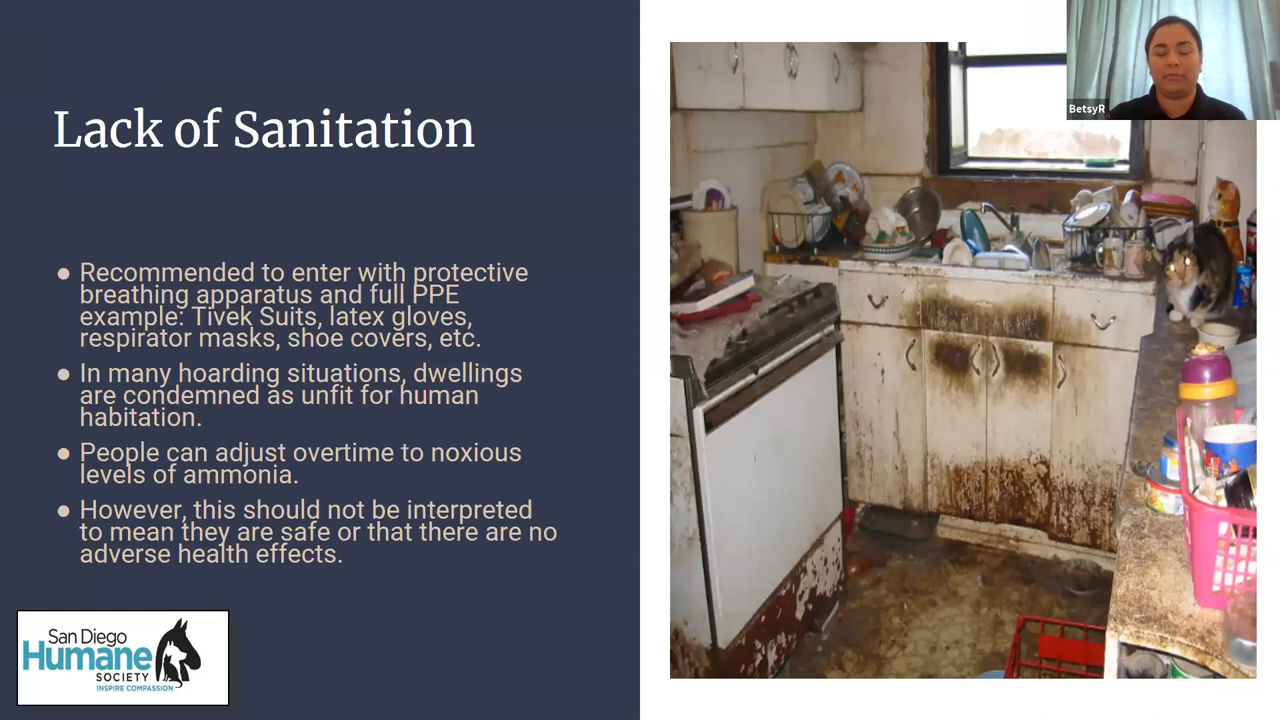 BetsyR
Lack of Sanitation
● Recommended to enter with protective
breathing apparatus and full PPE
example: Tivek Suits, latex gloves,
respirator masks, shoe covers, etc.
● In many hoarding situations, dwellings
are condemned as unfit for human
habitation.
● People can adjust overtime to noxious
levels of ammonia.
● However, this should not be interpreted
to mean they are safe or that there are no
adverse health effects.
San Diego
Humane
SOCIETY
INSPIRE COMPASSION